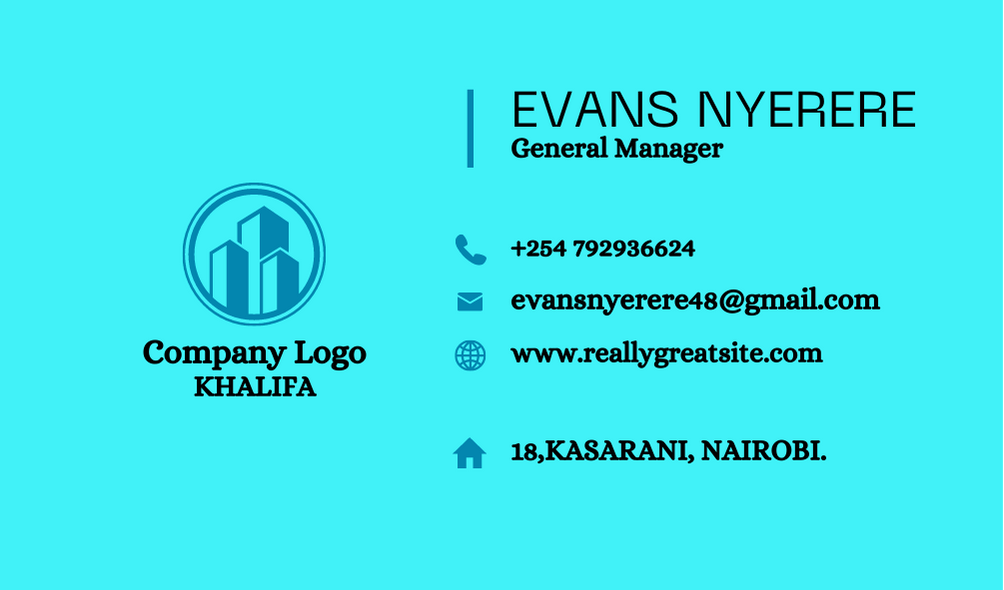 EVANS NYERERE
General Manager
+254 792936624
evansnyerere48@gmail.com
www.reallygreatsite.com
18,KASARANI, NAIROBI.
Company Logo
KHALIFA